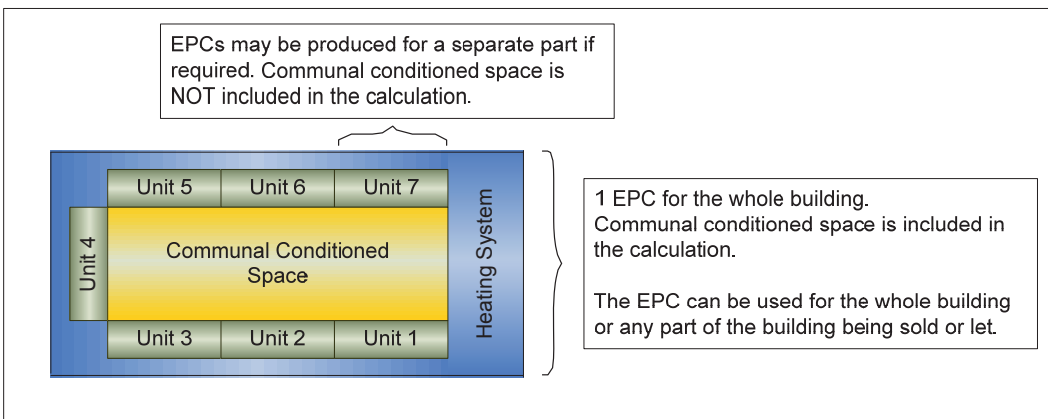 EPCs may be produced for a separate part if
required. Communal conditioned space is
NOT included in the calculation.
Unit 5
Unit 6
Unit 7
Unit 4
Communal Conditioned
Space
Heating System
Unit 3
Unit 2
Unit 1
1 EPC for the whole building.
Communal conditioned space is included in
the calculation.
The EPC can be used for the whole building
or any part of the building being sold or let.